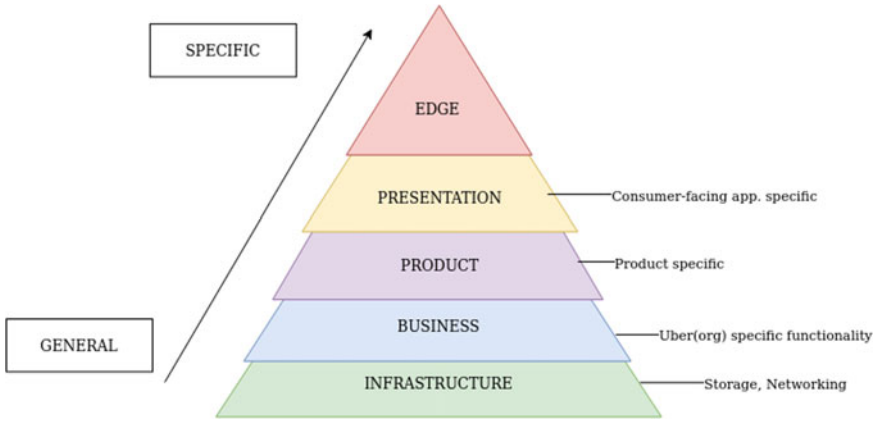 SPECIFIC
EDGE
PRESENTATION
Consumer-facing app. specific
PRODUCT
Product specific
BUSINESS
Uber(org) specific functionality
GENERAL
INFRASTRUCTURE
Storage, Networking